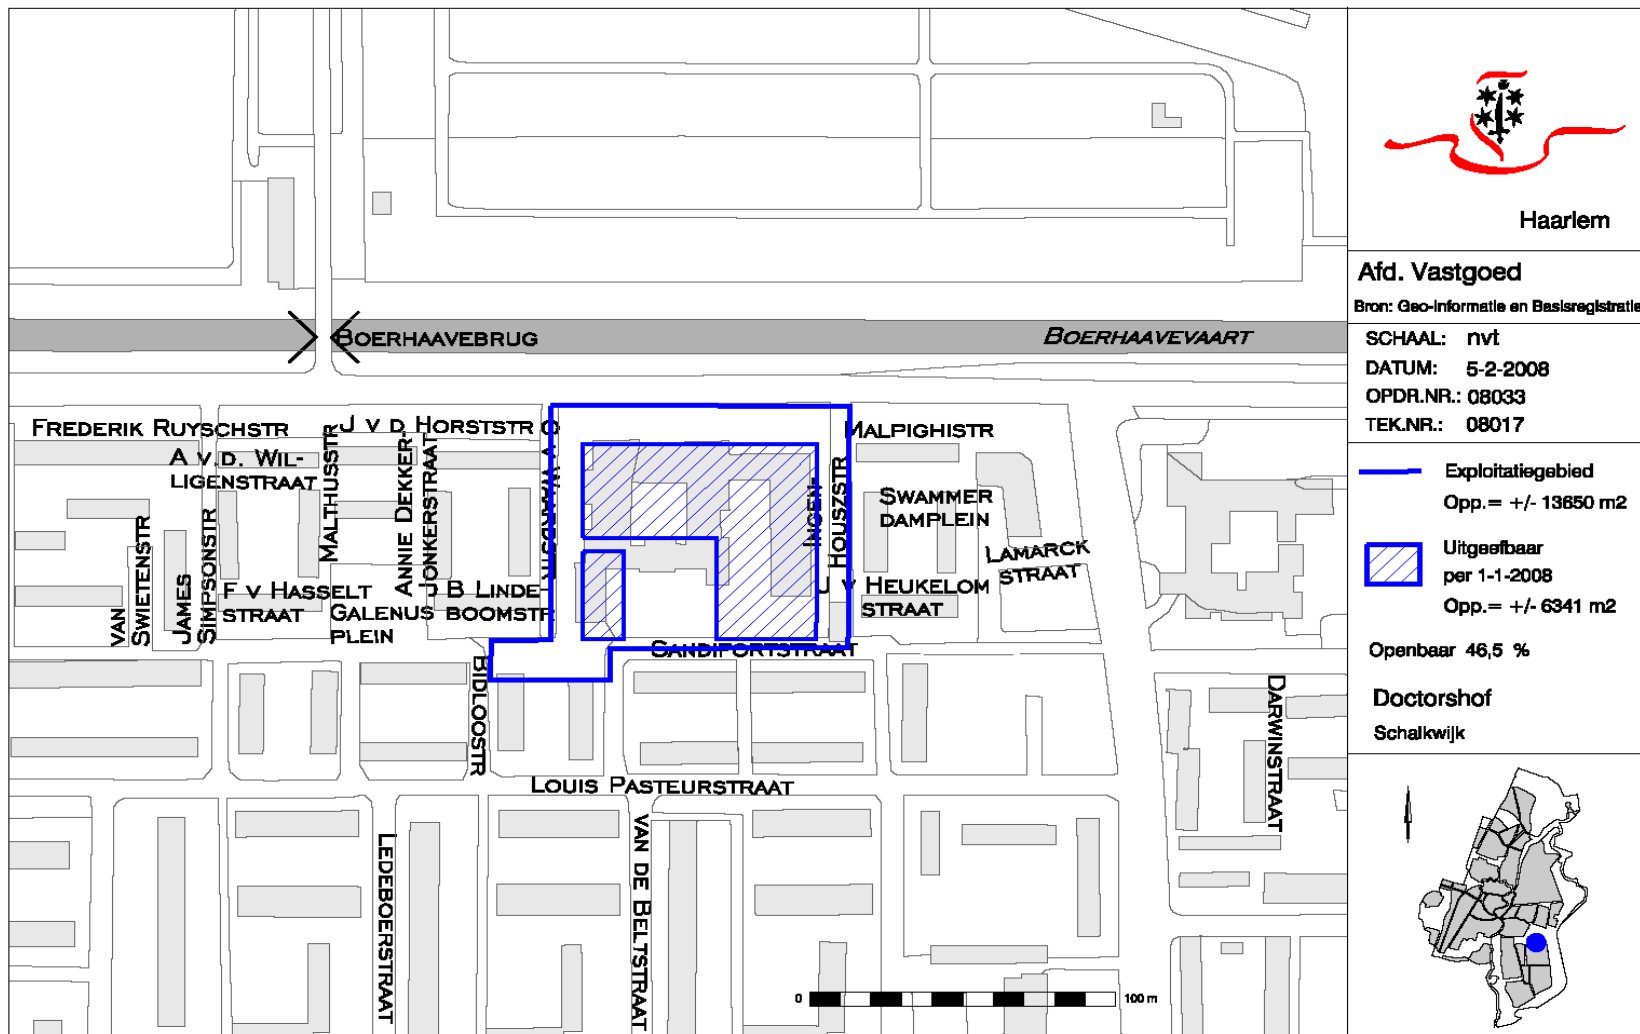 Haarlem
Afd. Vastgoed
Bron: Geo-Informatie en Basisregistratie
SCHAAL: nvt
DATUM: 5-2-2008
OPDR.NR.: 08033
TEK.NR.: 08017
Exploitatiegebied
Opp.= +/- 13650 m2
Uitgeefbaar
per 1-1-2008
Opp.= +/- 6341 m2
Openbaar 46,5 %
Doctorshof
Schalkwijk
BOERHAAVEBRUG
BOERHAAVEVAART
FREDERIK RUYSCHSTR
J V D HORSTSTR
MALPIGHISTR
A V.D. WIL-
LIGENSTRAAT
MALTHUSSTR
ANNIE DEKKER-
JONKERSTRAAT
INGEN-
HOUSZSTR
SWAMMER
DAMPLEIN
LAMARCK
STRAAT
VAN
SWIETENSTR
JAMES
SIMPSONSTR
F V HASSELT
STRAAT
GALENUS
PLEIN
J B LINDE-
BOOMSTR
J V HEUKELOM
STRAAT
SANDIFORTSTRAAT
BIDLOOSTR
DARWINSTRAAT
LOUIS PASTEURSTRAAT
LEDEBOERSTRAAT
VAN DE BELTSTRAAT
0 100 m